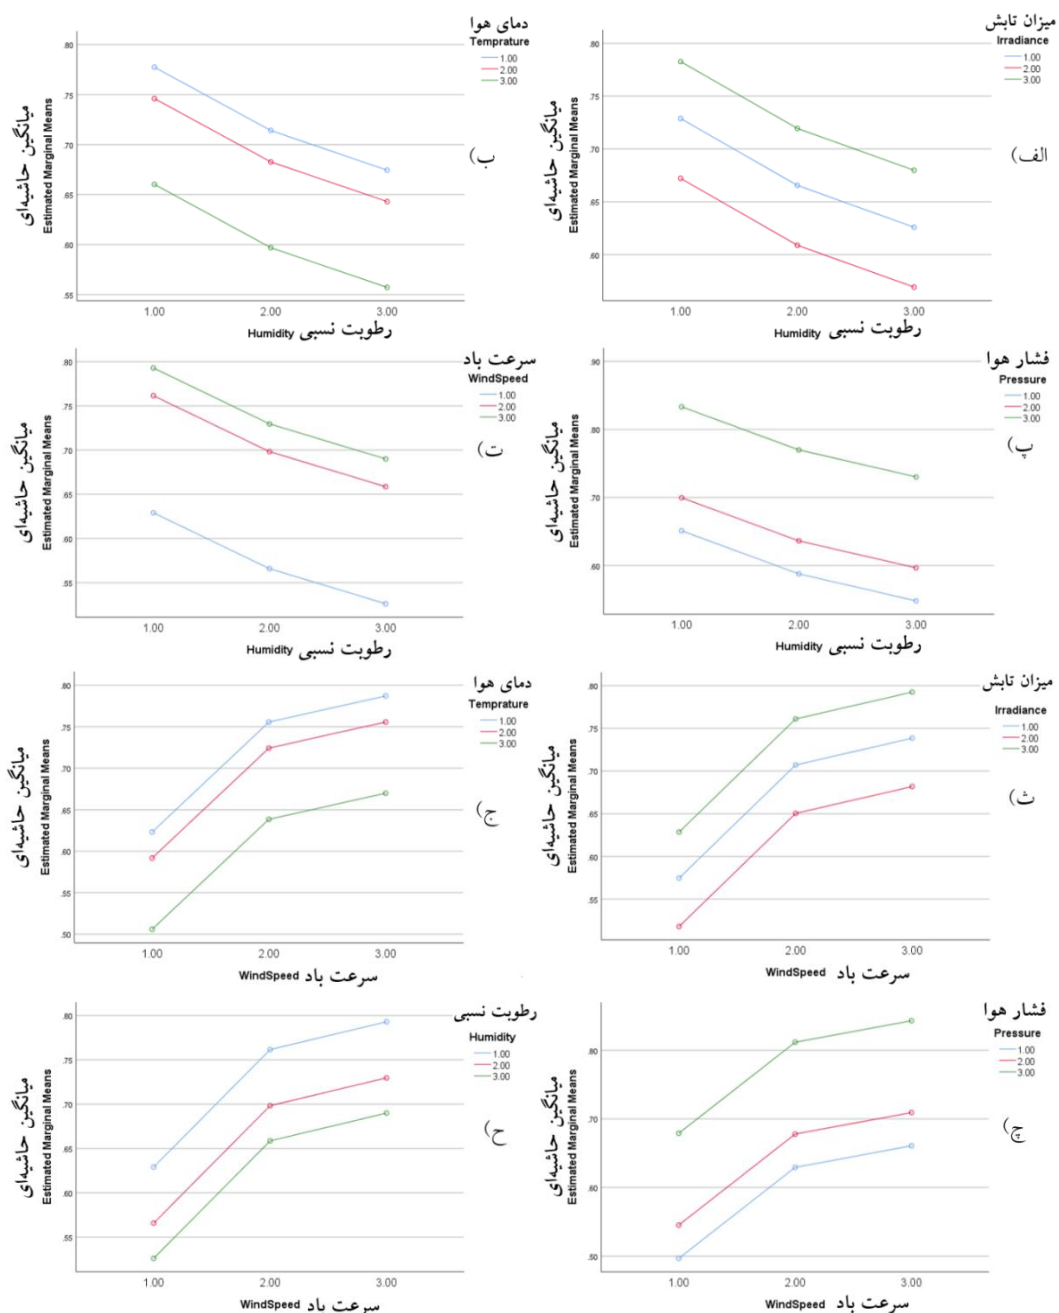 میزان تابش
Irradiance
1.00
2.00
3.00
الف)
میانگین حاشیه‌ای
Estimated Marginal Means
.80
.75
.70
.65
.60
1.00 2.00 3.00
Humidity رطوبت نسبی
دمای هوا
Temprature
1.00
2.00
3.00
ب)
میانگین حاشیه‌ای
Estimated Marginal Means
.80
.75
.70
.65
.60
.55
1.00 2.00 3.00
Humidity رطوبت نسبی
فشار هوا
Pressure
1.00
2.00
3.00
پ)
میانگین حاشیه‌ای
Estimated Marginal Means
.90
.80
.70
.60
1.00 2.00 3.00
Humidity رطوبت نسبی
سرعت باد
WindSpeed
1.00
2.00
3.00
ت)
میانگین حاشیه‌ای
Estimated Marginal Means
.80
.75
.70
.65
.60
.55
1.00 2.00 3.00
Humidity رطوبت نسبی
میزان تابش
Irradiance
1.00
2.00
3.00
ث)
میانگین حاشیه‌ای
Estimated Marginal Means
.80
.75
.70
.65
.60
.55
1.00 2.00 3.00
WindSpeed سرعت باد
دمای هوا
Temprature
1.00
2.00
3.00
ج)
میانگین حاشیه‌ای
Estimated Marginal Means
.80
.75
.70
.65
.60
.55
.50
1.00 2.00 3.00
WindSpeed سرعت باد
فشار هوا
Pressure
1.00
2.00
3.00
چ)
میانگین حاشیه‌ای
Estimated Marginal Means
.80
.70
.60
.50
1.00 2.00 3.00
WindSpeed سرعت باد
رطوبت نسبی
Humidity
1.00
2.00
3.00
ح)
میانگین حاشیه‌ای
Estimated Marginal Means
.80
.75
.70
.65
.60
.55
1.00 2.00 3.00
WindSpeed سرعت باد